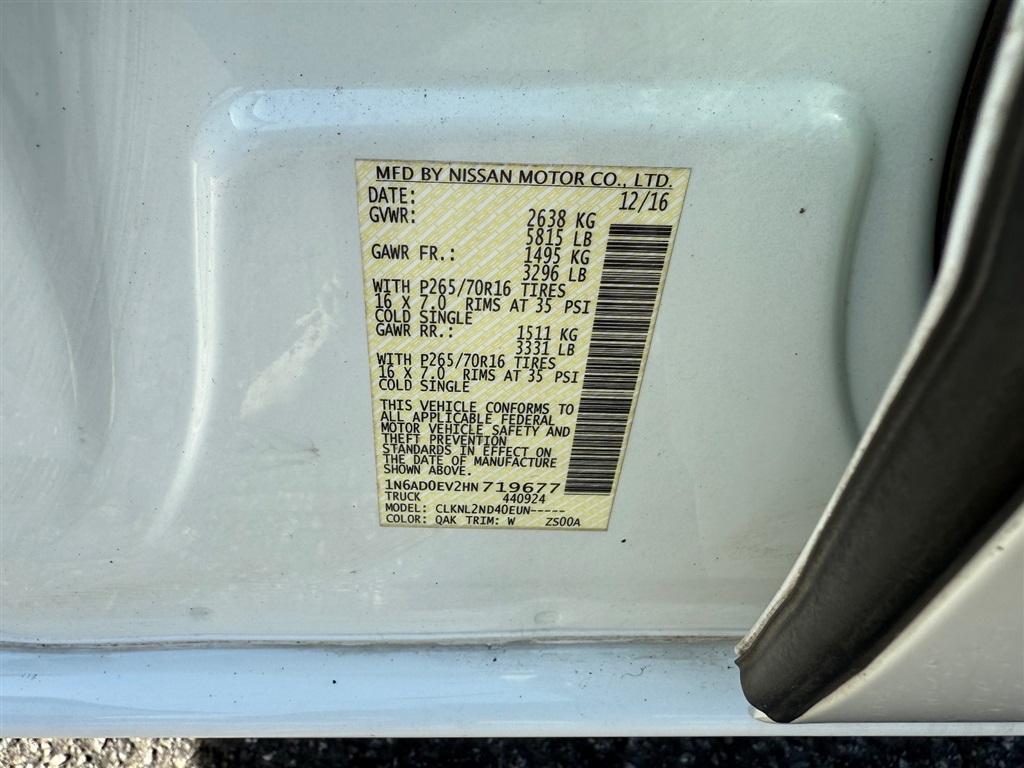 MFD BY NISSAN MOTOR CO., LTD.
DATE: 12/16
GVWR: 2638 KG
5815 LB
GAWR FR.: 1495 KG
3296 LB
WITH P265/70R16 TIRES
16 X 7.0 RIMS AT 35 PSI
COLD SINGLE
GAWR RR.: 1511 KG
3331 LB
WITH P265/70R16 TIRES
16 X 7.0 RIMS AT 35 PSI
COLD SINGLE
THIS VEHICLE CONFORMS TO
ALL APPLICABLE FEDERAL
MOTOR VEHICLE SAFETY AND
THEFT PREVENTION
STANDARDS IN EFFECT ON
THE DATE OF MANUFACTURE
SHOWN ABOVE.
1N6AD0EV2HN719677
TRUCK 440924
MODEL: CLKNL2ND40EUN-----
COLOR: QAK TRIM: W ZS00A